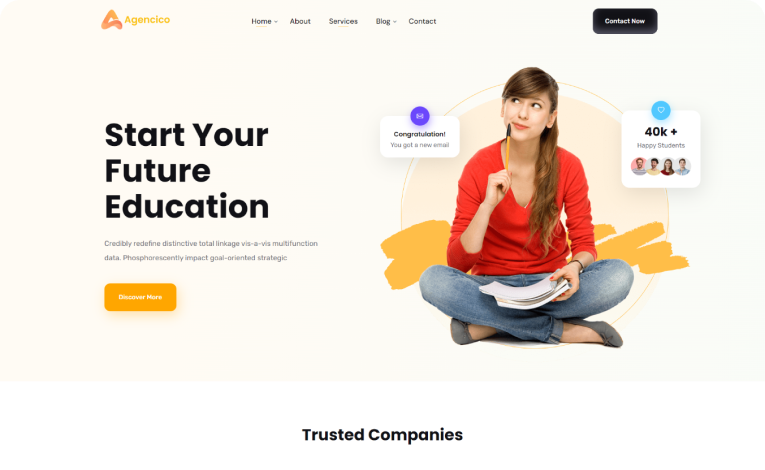 Agencico
Home
About
Services
Blog
Contact
Contact Now
Start Your
Future
Education
Credibly redefine distinctive total linkage vis-a-vis multifunction
data. Phosphorescently impact goal-oriented strategic
Discover More
Congratulation!
You got a new email
40k +
Happy Students
Trusted Companies